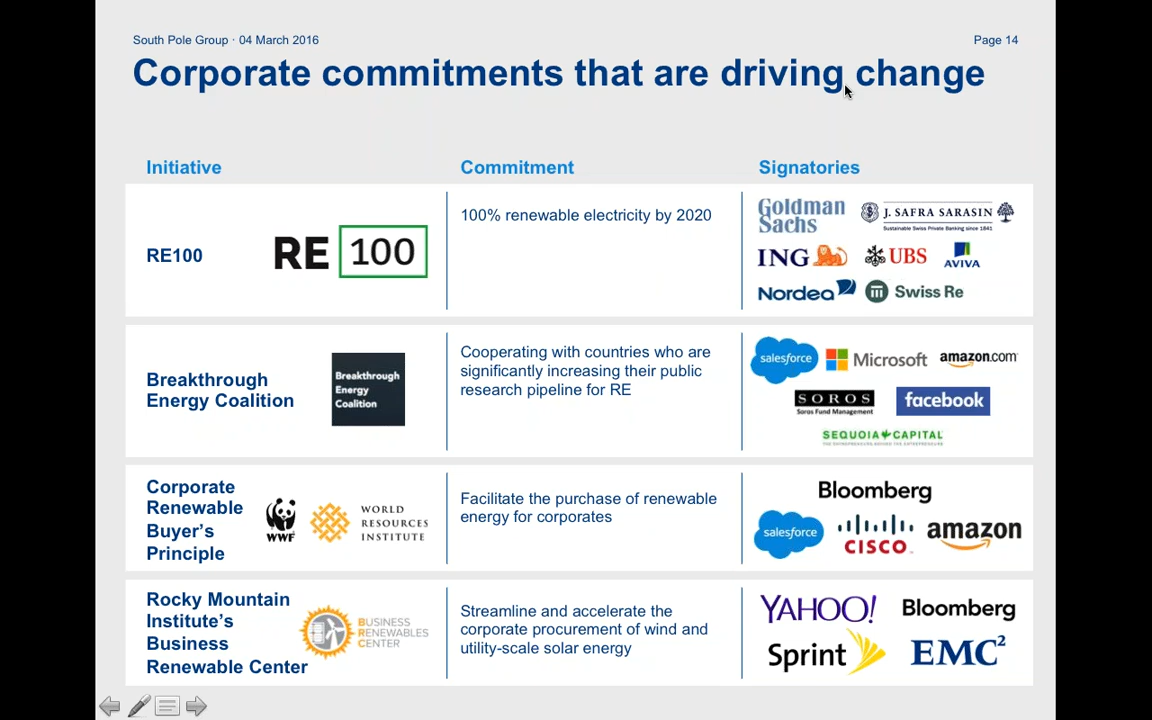 South Pole Group · 04 March 2016
Page 14
Corporate commitments that are driving change
Initiative
Commitment
Signatories
RE100
RE 100
100% renewable electricity by 2020
Goldman
Sachs
J. SAFRA SARASIN
Sustainable Swiss Private Banking since 1841
ING
UBS
AVIVA
Nordea
Swiss Re
Breakthrough
Energy Coalition
Breakthrough
Energy
Coalition
Cooperating with countries who are
significantly increasing their public
research pipeline for RE
salesforce
Microsoft
amazon.com
SOROS
Soros Fund Management
facebook
SEQUOIA CAPITAL
Corporate
Renewable
Buyer's
Principle
WWF
WORLD
RESOURCES
INSTITUTE
Facilitate the purchase of renewable
energy for corporates
Bloomberg
salesforce
CISCO
amazon
Rocky Mountain
Institute's
Business
Renewable Center
BUSINESS
RENEWABLES
CENTER
Streamline and accelerate the
corporate procurement of wind and
utility-scale solar energy
YAHOO!
Bloomberg
Sprint
EMC²